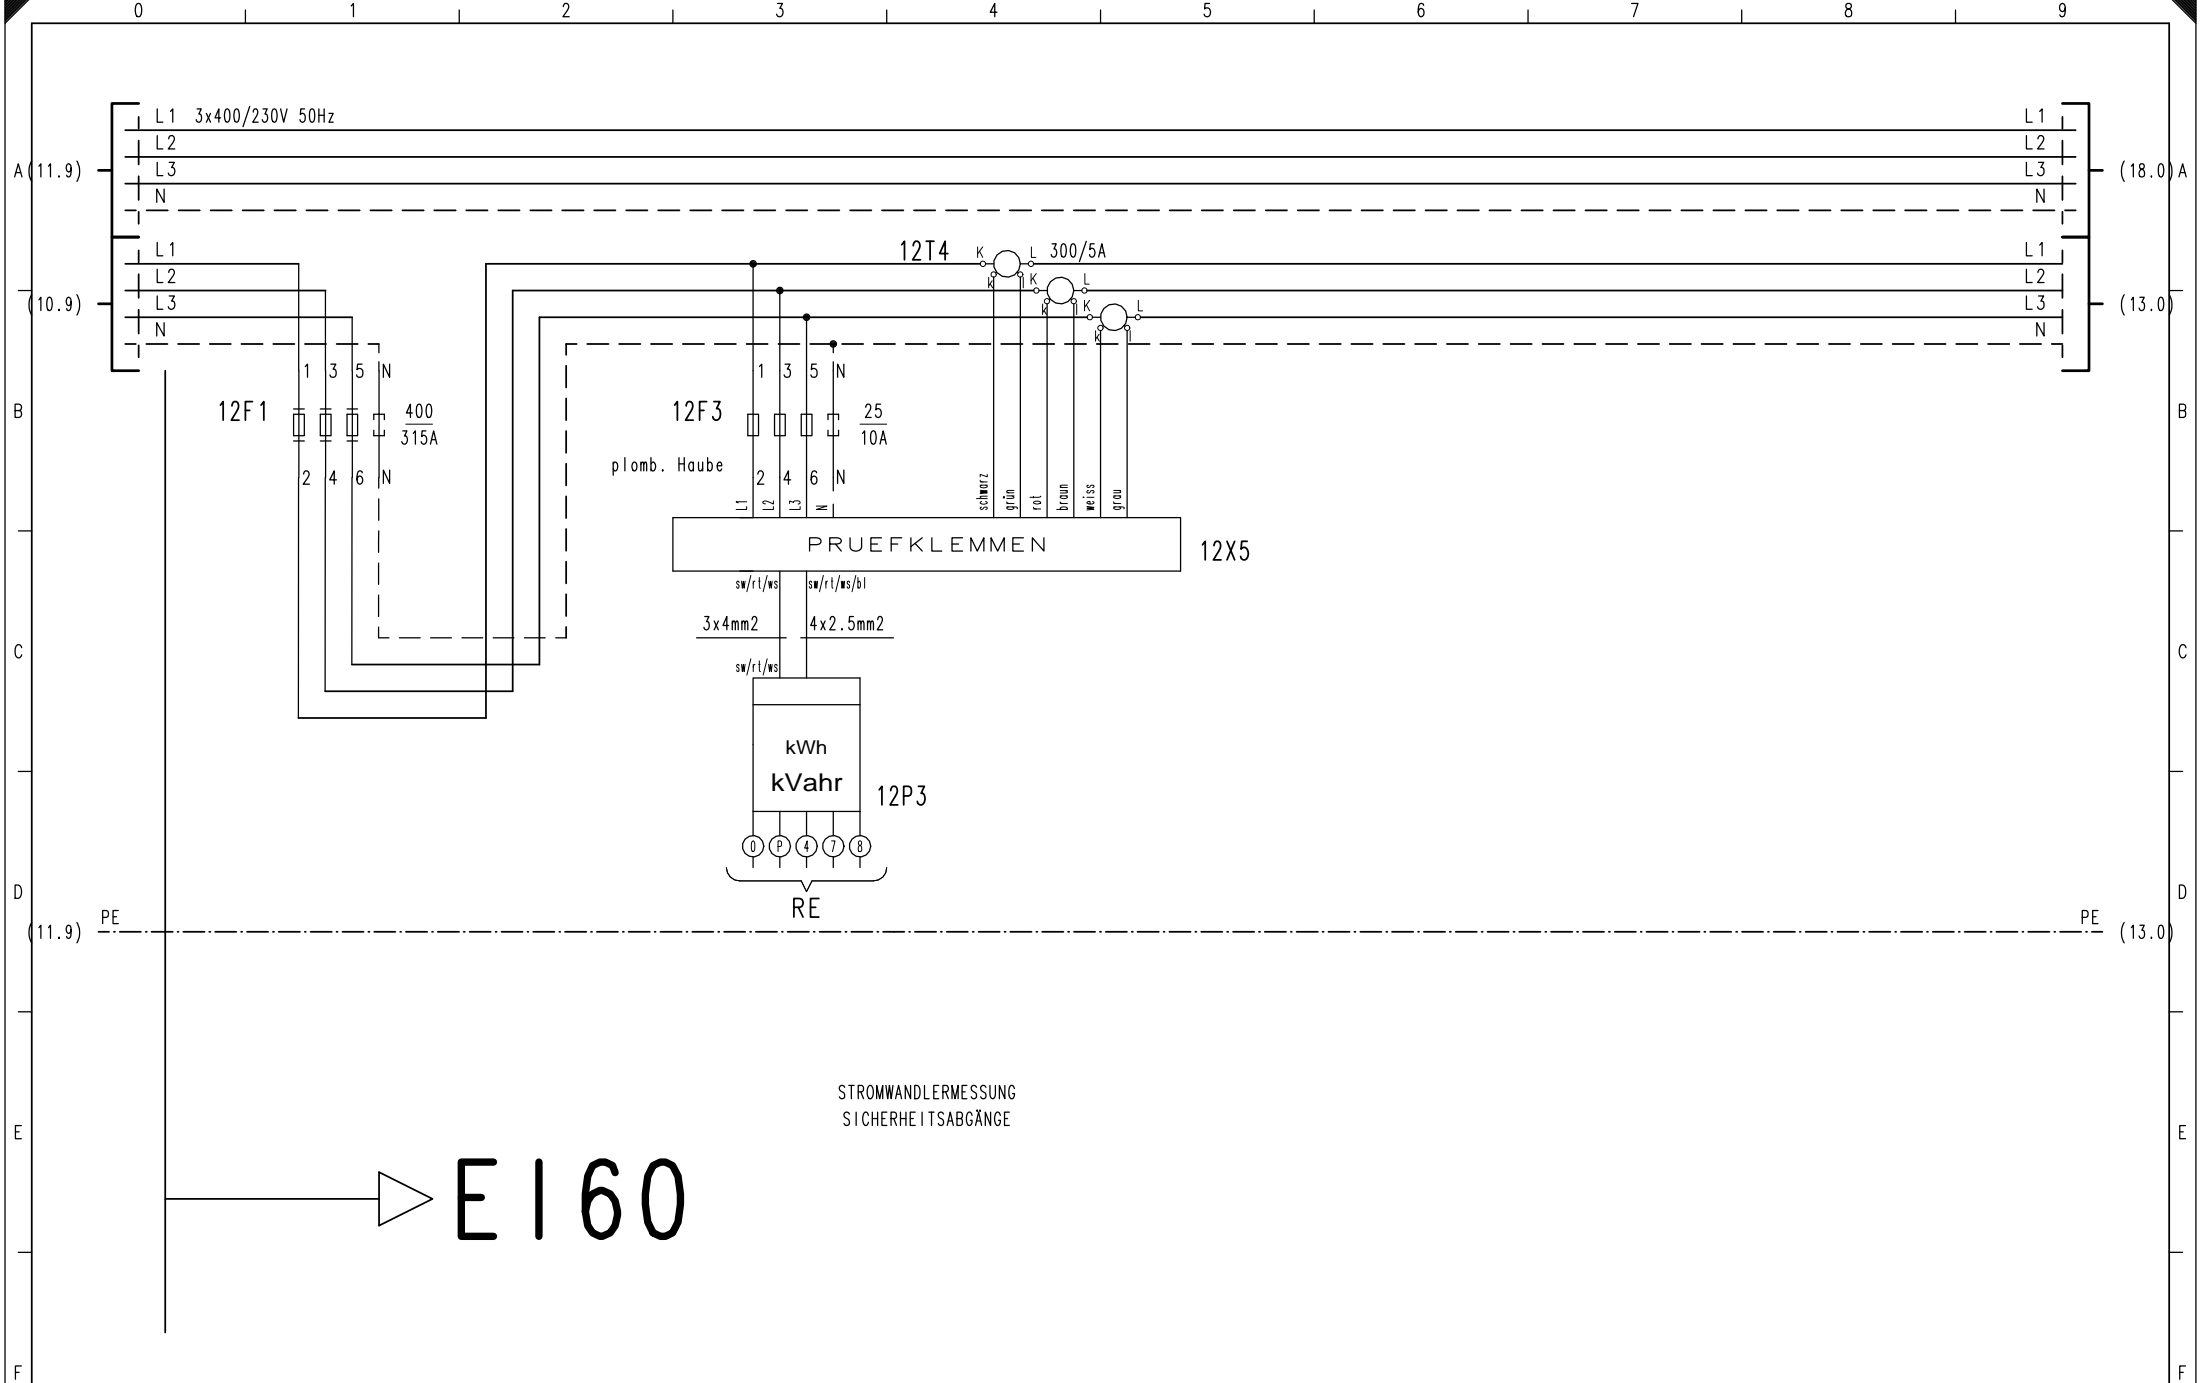 0 1 2 3 4 5 6 7 8 9
L1 3x400/230V 50Hz L1
L2 L2
A (11.9) L3 L3 (18.0) A
N N
L1 12T4 K L 300/5A L1
L2 k l K L L2
(10.9) L3 k l K L L3 (13.0)
N k l N
1 3 5 N 1 3 5 N
B 12F1 400 12F3 25 B
315A 10A
plomb. Haube
2 4 6 N 2 4 6 N
L1 L2 L3 N schwarz grün rot braun weiss grau
PRUEFKLEMMEN 12X5
sw/rt/ws sw/rt/ws/bl
3x4mm2 4x2.5mm2
C C
sw/rt/ws
kWh
kVahr
12P3
0 P 4 7 8
D D
RE
PE PE
(11.9) (13.0)
STROMWANDLERMESSUNG
SICHERHEITSABGÄNGE
E E
E160
F F